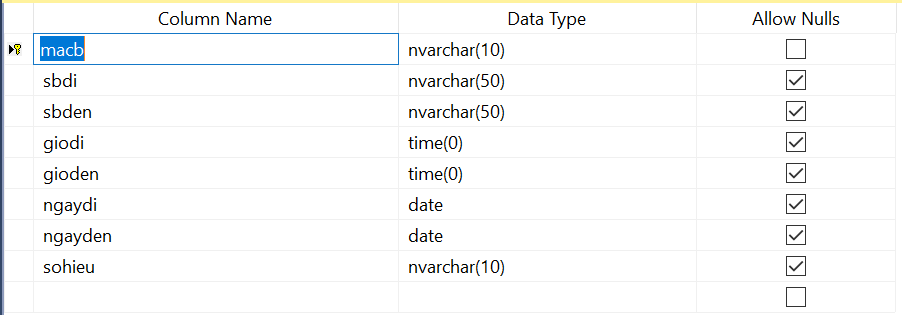 Column Name Data Type Allow Nulls
macb nvarchar(10)
sbdi nvarchar(50)
sbden nvarchar(50)
giodi time(0)
gioden time(0)
ngaydi date
ngayden date
sohieu nvarchar(10)